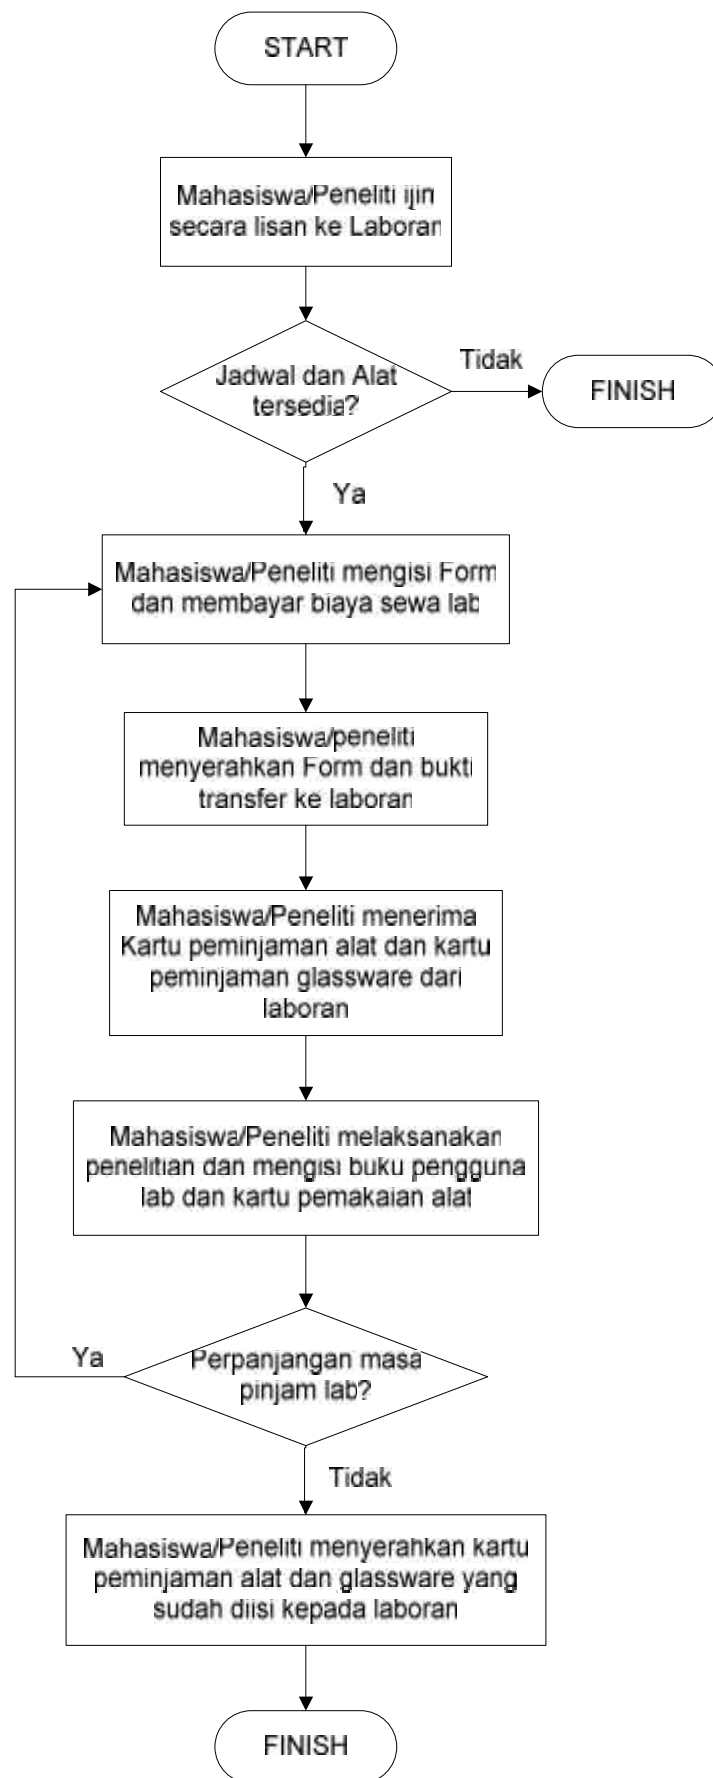 START
Mahasiswa/Peneliti ijin
secara lisan ke Laboran
Jadwal dan Alat
tersedia?
Tidak
FINISH
Ya
Mahasiswa/Peneliti mengisi Form
dan membayar biaya sewa lab
Mahasiswa/peneliti
menyerahkan Form dan bukti
transfer ke laboran
Mahasiswa/Peneliti menerima
Kartu peminjaman alat dan kartu
peminjaman glassware dari
laboran
Mahasiswa/Peneliti melaksanakan
penelitian dan mengisi buku pengguna
lab dan kartu pemakaian alat
Ya
Perpanjangan masa
pinjam lab?
Tidak
Mahasiswa/Peneliti menyerahkan kartu
peminjaman alat dan glassware yang
sudah diisi kepada laboran
FINISH